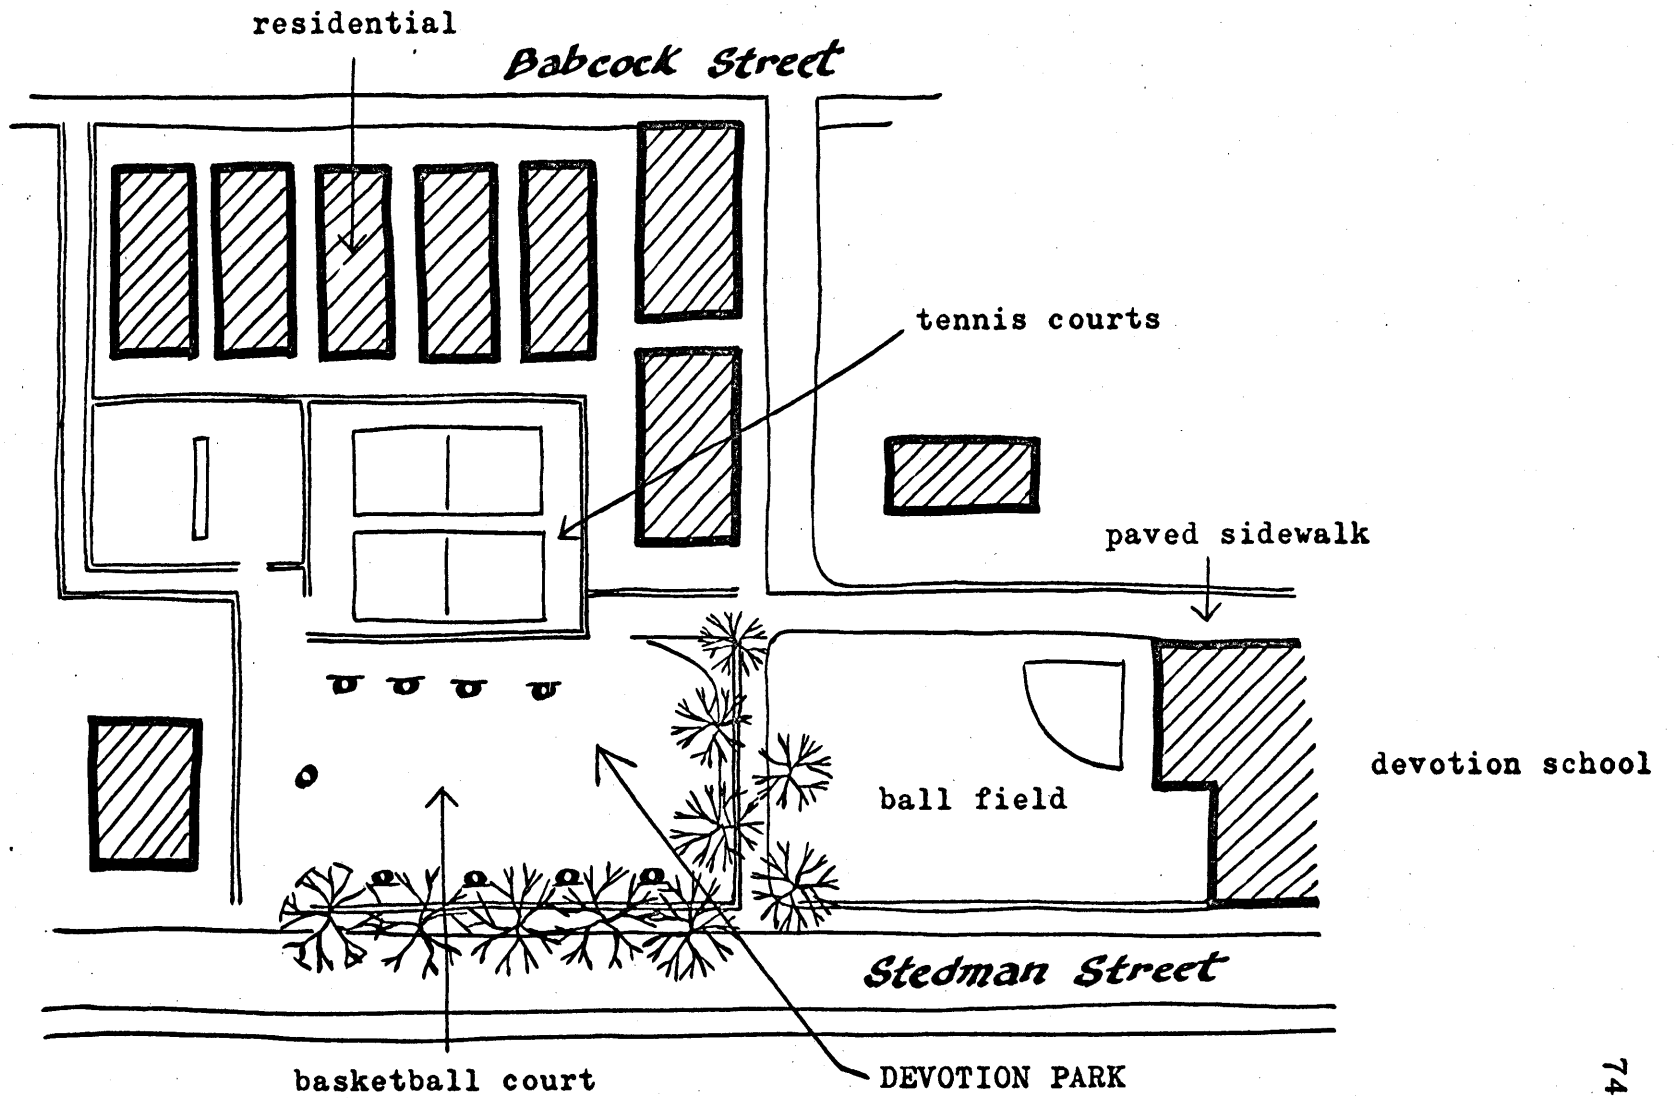 residential
Babcock Street
tennis courts
paved sidewalk
devotion school
ball field
Stedman Street
basketball court
DEVOTION PARK
74